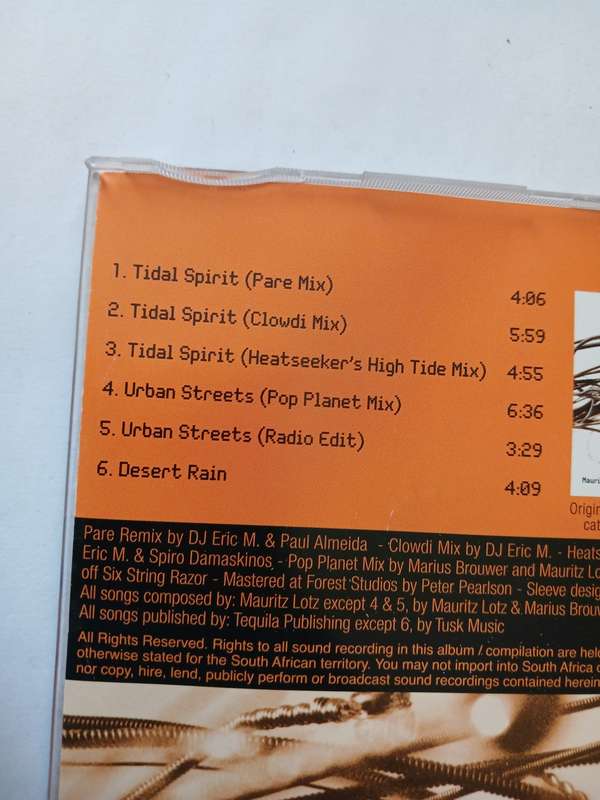 1. Tidal Spirit (Pare Mix) 4:06
2. Tidal Spirit (Clowdi Mix) 5:59
3. Tidal Spirit (Heatseeker's High Tide Mix) 4:55
4. Urban Streets (Pop Planet Mix) 6:36
5. Urban Streets (Radio Edit) 3:29
6. Desert Rain 4:09
Pare Remix by DJ Eric M. & Paul Almeida - Clowdi Mix by DJ Eric M. - Heats
Eric M. & Spiro Damaskinos - Pop Planet Mix by Marius Brouwer and Mauritz Lo
off Six String Razor - Mastered at Forest Studios by Peter Pearlson - Sleeve desig
All songs composed by: Mauritz Lotz except 4 & 5, by Mauritz Lotz & Marius Brouw
All songs published by: Tequila Publishing except 6, by Tusk Music
All Rights Reserved. Rights to all sound recording in this album / compilation are hel
otherwise stated for the South African territory. You may not import into South Africa
nor copy, hire, lend, publicly perform or broadcast sound recordings contained herein
Mauri
Origin
cat